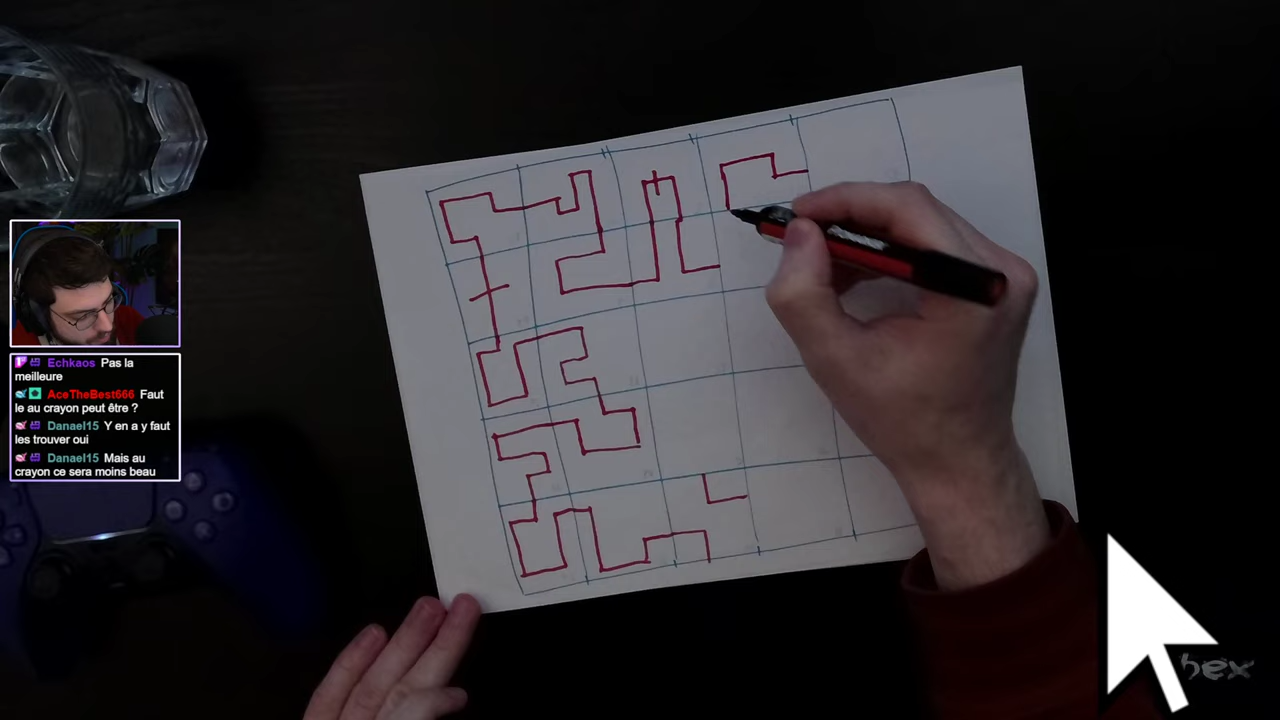 Echkaos Pas la
meilleure
AceTheBest666 Faut
le au crayon peut être ?
Danael15 Y en a y faut
les trouver oui
Danael15 Mais au
crayon ce sera moins beau